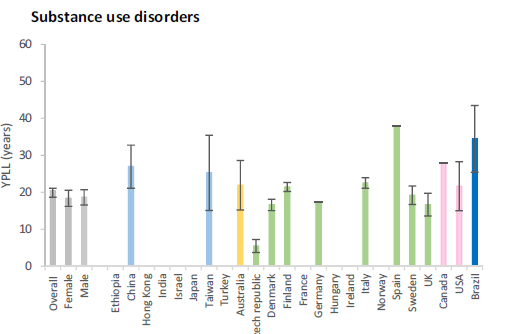 Substance use disorders
60
50
40
30
20
10
0
YPLL (years)
Overall
Female
Male
Ethiopia
China
Hong Kong
India
Israel
Japan
Taiwan
Turkey
Australia
tech republic
Denmark
Finland
France
Germany
Hungary
Ireland
Italy
Norway
Spain
Sweden
UK
Canada
USA
Brazil